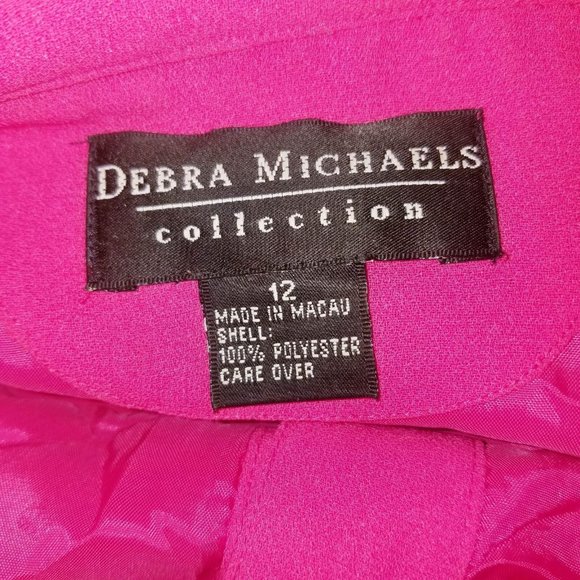 DEBRA MICHAELS
collection
12
MADE IN MACAU
SHELL:
100% POLYESTER
CARE OVER